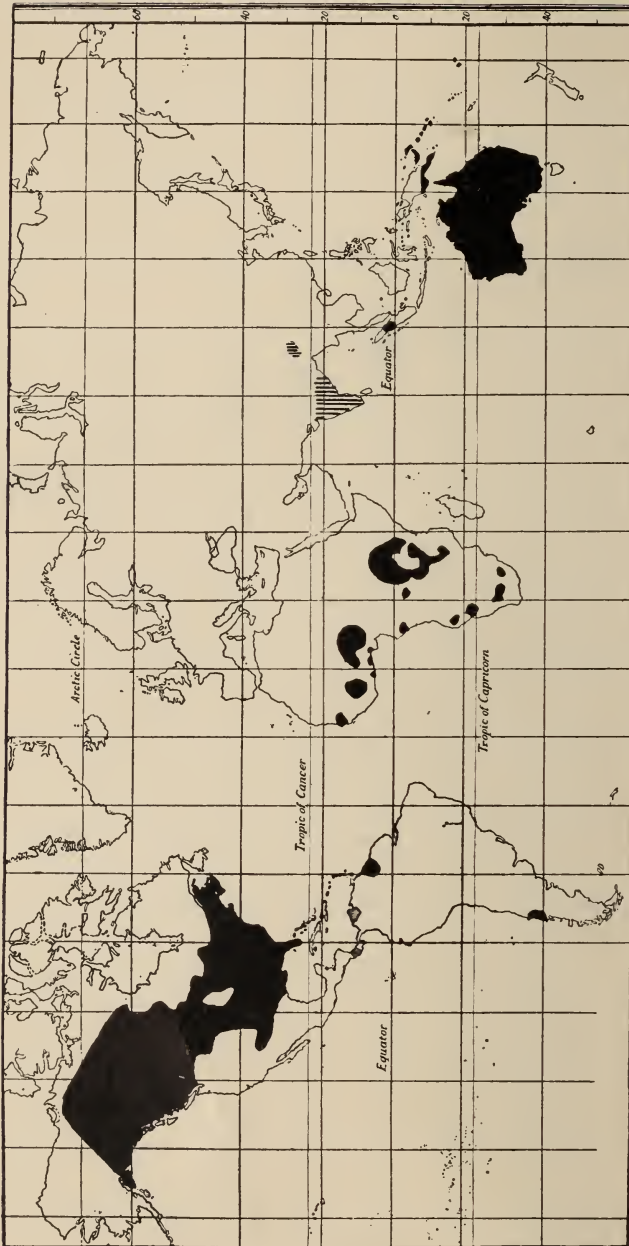 60
40
20
0
20
40
Arctic Circle
Tropic of Cancer
Equator
Equator
Tropic of Capricorn